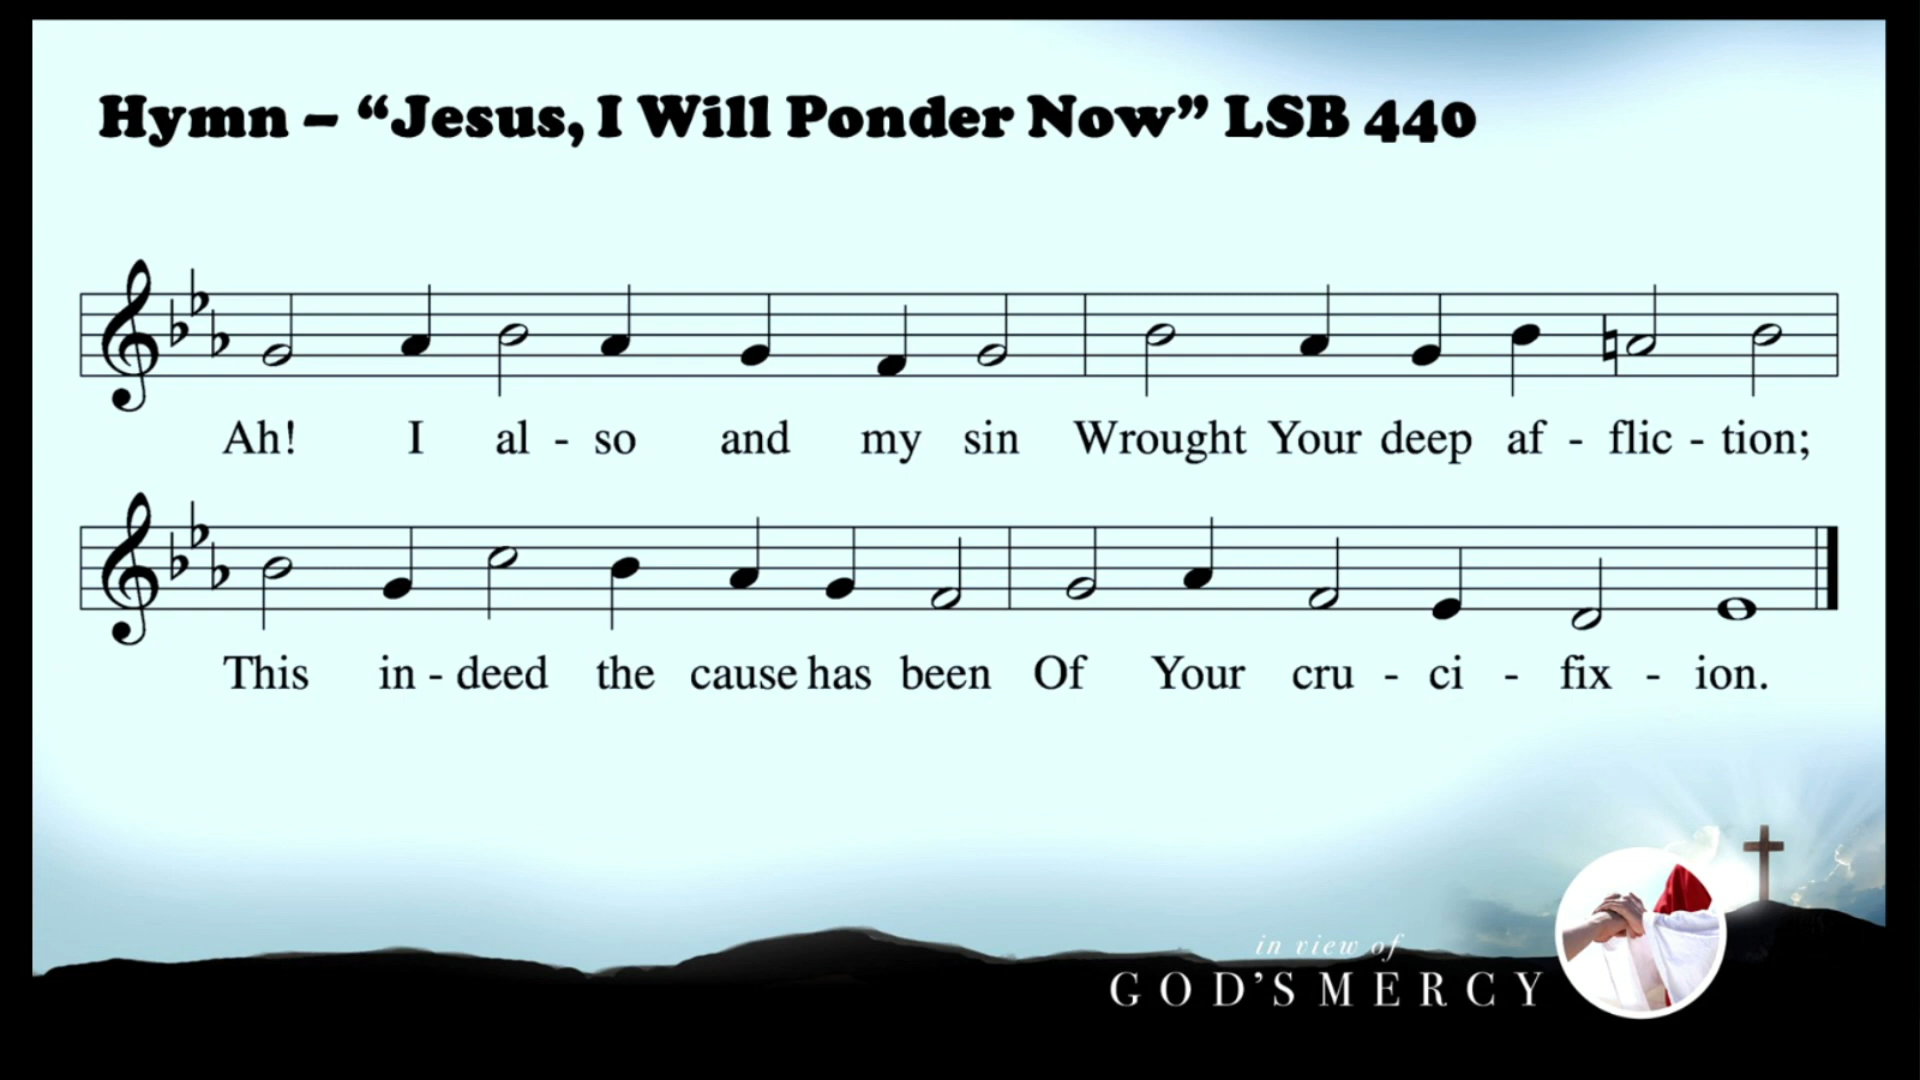 Hymn – “Jesus, I Will Ponder Now” LSB 440
Ah! I al - so and my sin Wrought Your deep af - flic - tion;
This in - deed the cause has been Of Your cru - ci - fix - ion.
in view of
GOD’S MERCY